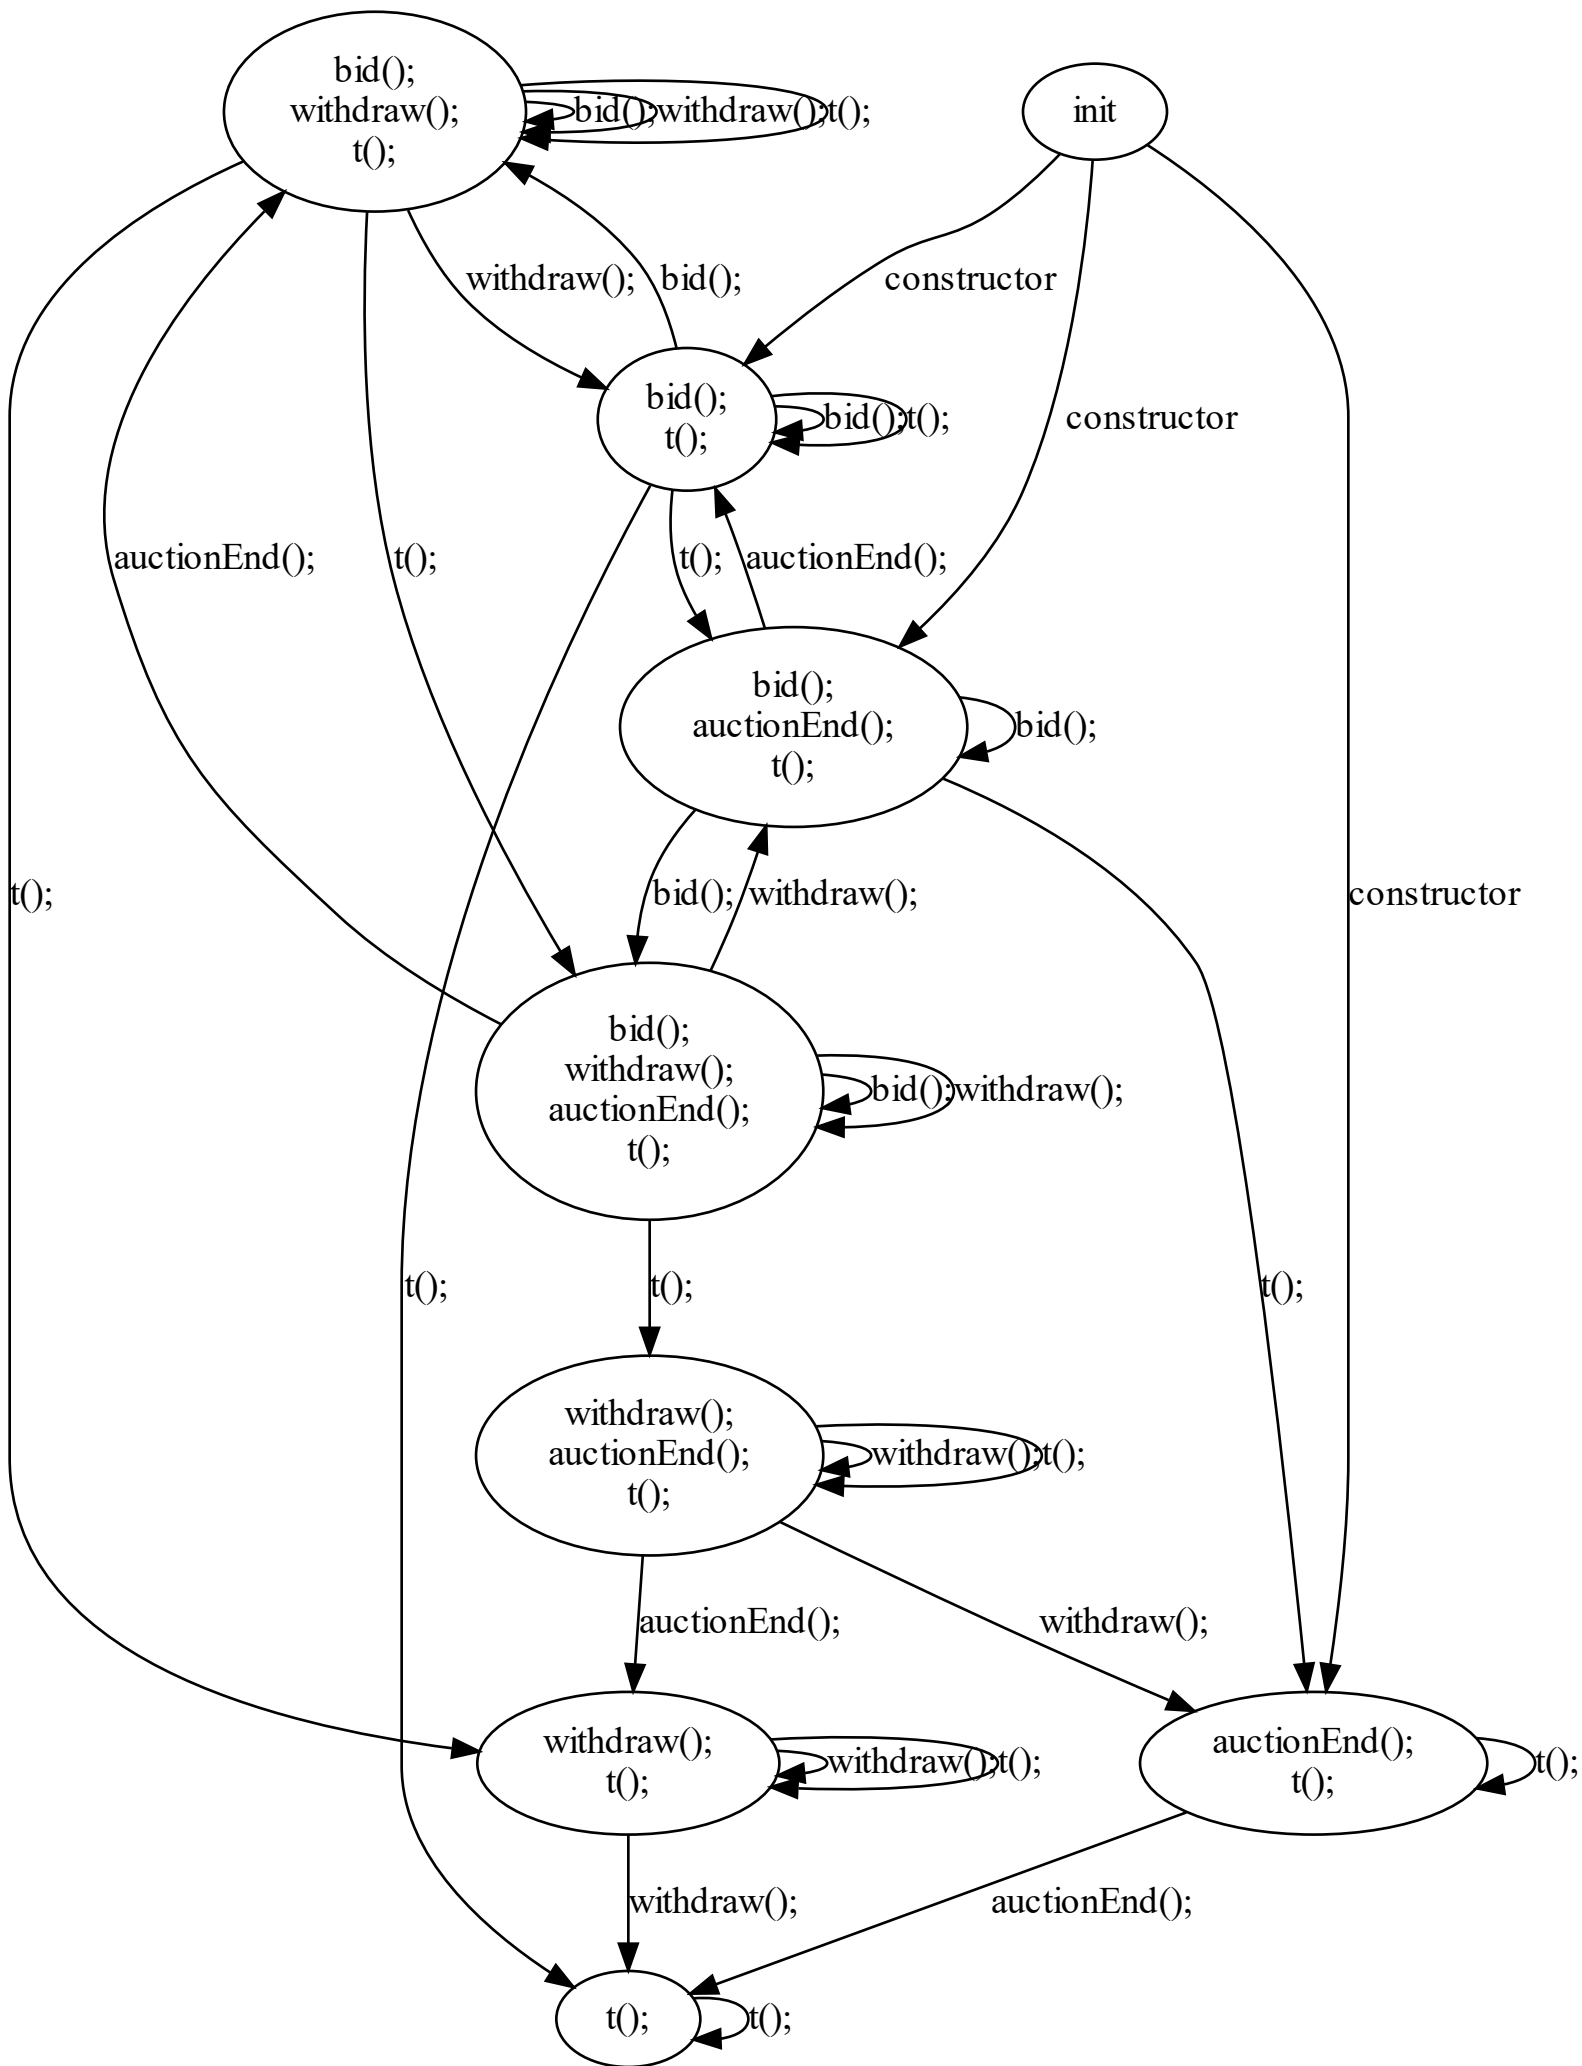 bid();
withdraw();
t();
bid();
withdraw();
t();
init
withdraw();
bid();
constructor
bid();
t();
bid();
t();
constructor
auctionEnd();
t();
t();
auctionEnd();
bid();
auctionEnd();
t();
bid();
t();
bid();
withdraw();
constructor
bid();
withdraw();
auctionEnd();
t();
bid();
withdraw();
t();
t();
t();
withdraw();
auctionEnd();
t();
withdraw();
t();
auctionEnd();
withdraw();
withdraw();
t();
withdraw();
t();
auctionEnd();
t();
t();
withdraw();
auctionEnd();
t();
t();